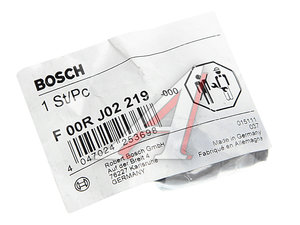 BOSCH
1 St/Pc
F 00R J02 219
-000
4 047024 253698
Robert Bosch GmbH
Auf der Breit 4
76227 Karlsruhe
GERMANY
015111
037
Made in Germany
Fabriqué en Allemagne